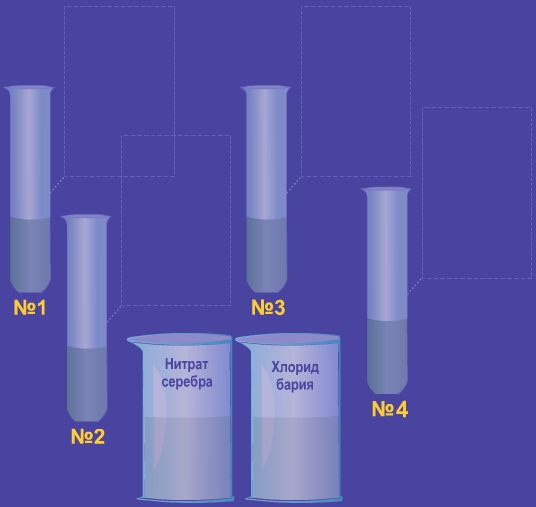 №1
№3
№2
№4
Нитрат
серебра
Хлорид
бария